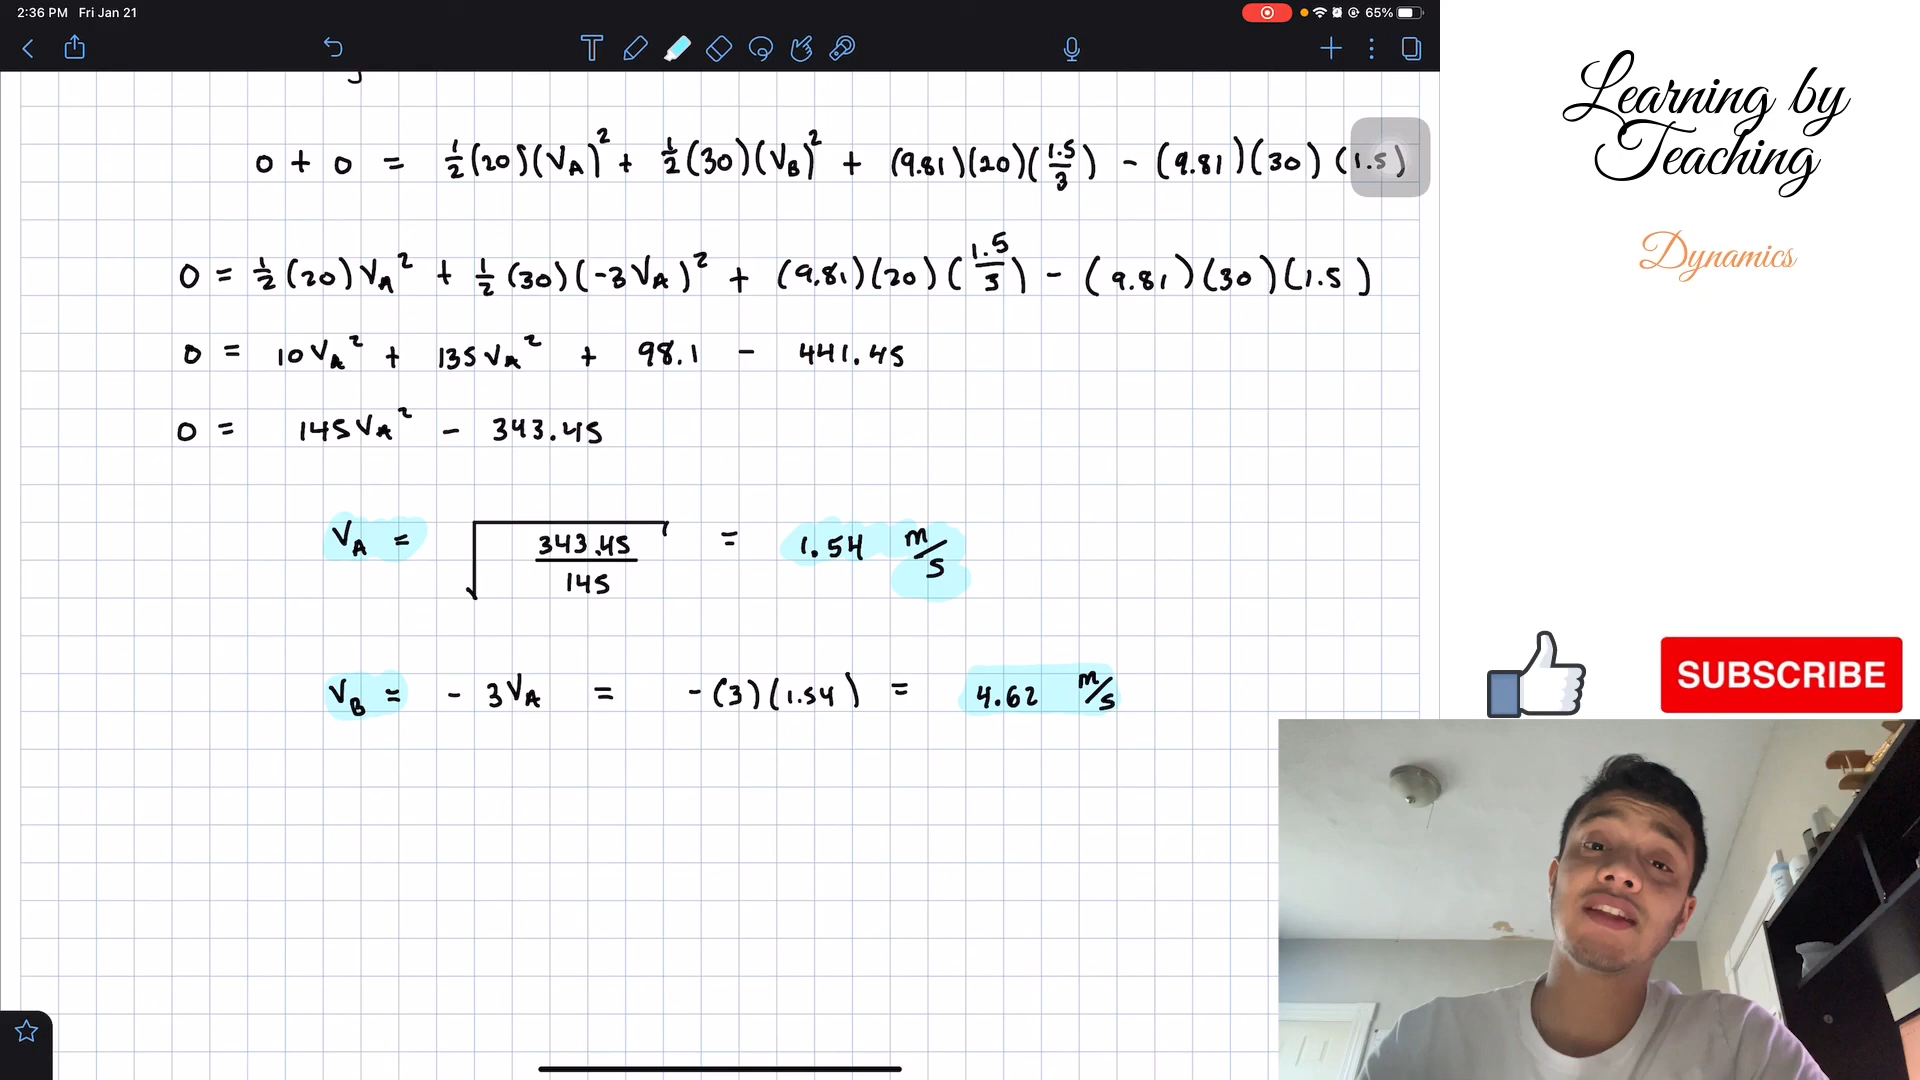 2:36 PM Fri Jan 21
65%
0 + 0 = ½(20)(V_A)² + ½(30)(V_B)² + (9.81)(20)(1.5/3) - (9.81)(30)(1.5)
0 = ½(20)V_A² + ½(30)(-3V_A)² + (9.81)(20)(1.5/3) - (9.81)(30)(1.5)
0 = 10V_A² + 135V_A² + 98.1 - 441.45
0 = 145V_A² - 343.45
V_A = √(343.45/145) = 1.54 m/s
V_B = - 3V_A = -(3)(1.54) = 4.62 m/s
Learning by
Teaching
Dynamics
SUBSCRIBE